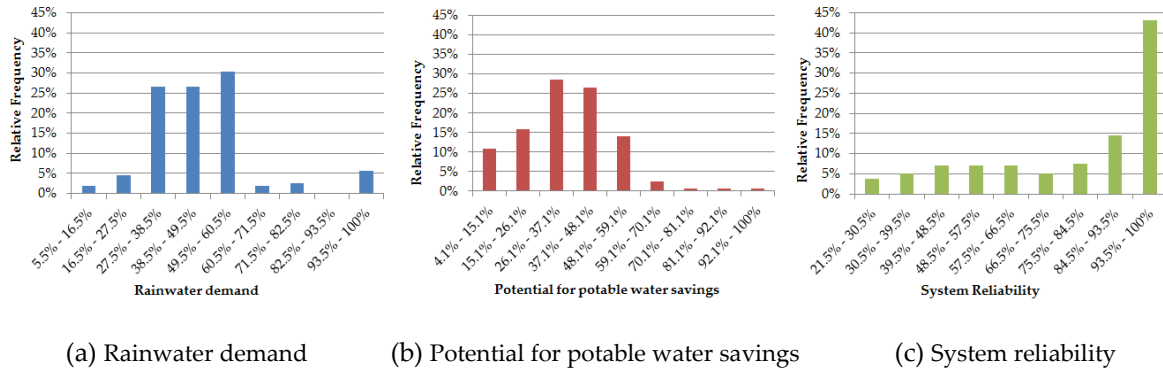 45%
40%
35%
30%
25%
20%
15%
10%
5%
0%
Relative Frequency
5.5% - 16.5%
16.5% - 27.5%
27.5% - 38.5%
38.5% - 49.5%
49.5% - 60.5%
60.5% - 71.5%
71.5% - 82.5%
82.5% - 93.5%
93.5% - 100%
Rainwater demand
45%
40%
35%
30%
25%
20%
15%
10%
5%
0%
Relative Frequency
4.1% - 15.1%
15.1% - 26.1%
26.1% - 37.1%
37.1% - 48.1%
48.1% - 59.1%
59.1% - 70.1%
70.1% - 81.1%
81.1% - 92.1%
92.1% - 100%
Potential for potable water savings
45%
40%
35%
30%
25%
20%
15%
10%
5%
0%
Relative Frequency
21.5% - 30.5%
30.5% - 39.5%
39.5% - 48.5%
48.5% - 57.5%
57.5% - 66.5%
66.5% - 75.5%
75.5% - 84.5%
84.5% - 93.5%
93.5% - 100%
System Reliability
(a) Rainwater demand
(b) Potential for potable water savings
(c) System reliability